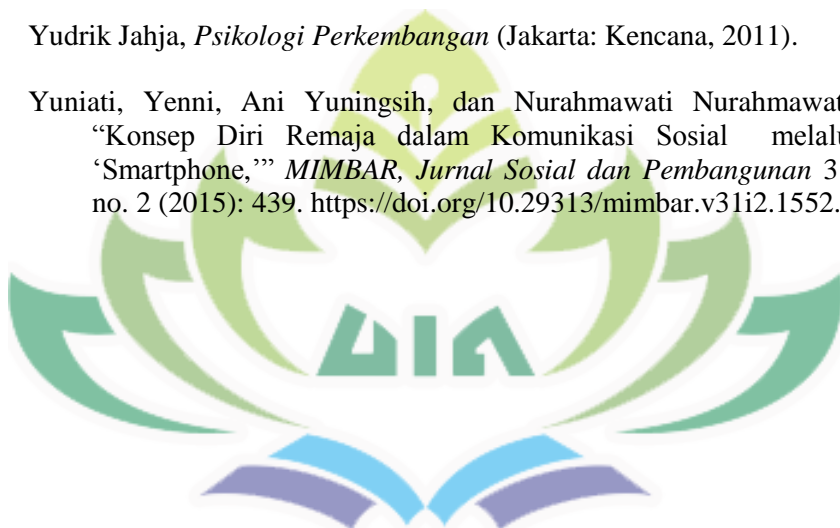 Yudrik Jahja, Psikologi Perkembangan (Jakarta: Kencana, 2011).
Yuniati, Yenni, Ani Yuningsih, dan Nurahmawati Nurahmawat
“Konsep Diri Remaja dalam Komunikasi Sosial melalu
‘Smartphone,’” MIMBAR, Jurnal Sosial dan Pembangunan 3
no. 2 (2015): 439. https://doi.org/10.29313/mimbar.v31i2.1552.
UIN